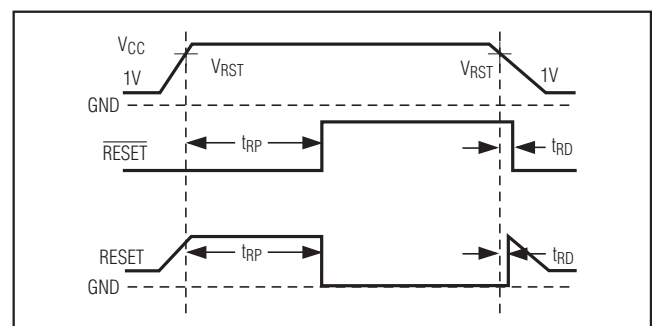 VCC
1V
VRST
VRST
1V
GND
RESET
tRP
tRD
RESET
tRP
tRD
GND